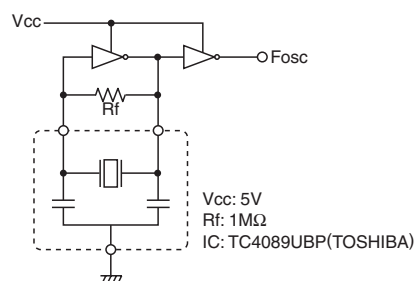 Vcc
Fosc
Rf
Vcc: 5V
Rf: 1MΩ
IC: TC4089UBP(TOSHIBA)